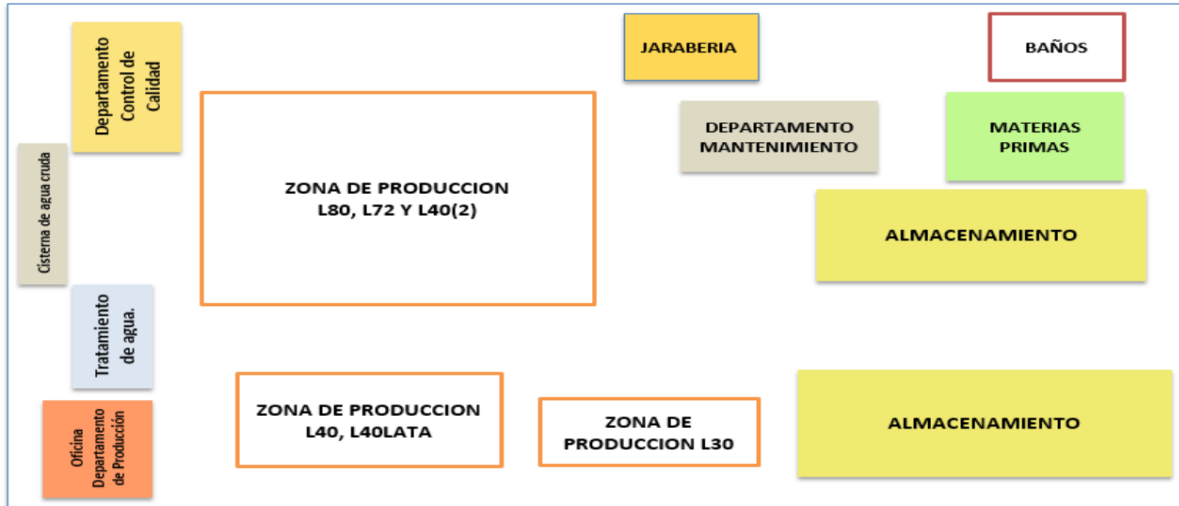 Departamento
Control de
Calidad
JARABERIA
BAÑOS
DEPARTAMENTO
MANTENIMIENTO
MATERIAS
PRIMAS
Cisterna de agua cruda
ZONA DE PRODUCCION
L80, L72 Y L40(2)
ALMACENAMIENTO
Tratamiento
de agua.
ZONA DE PRODUCCION
L40, L40LATA
ZONA DE
PRODUCCION L30
ALMACENAMIENTO
Oficina
Departamento
de Producción